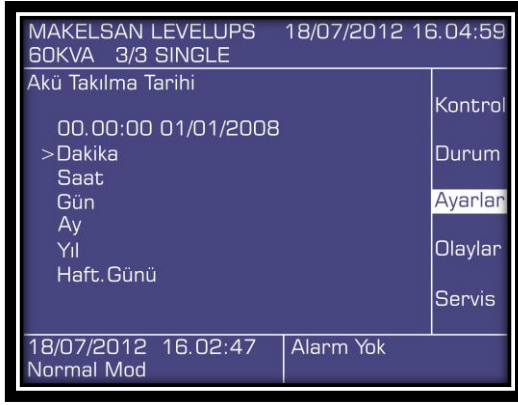 MAKELSAN LEVELUPS 18/07/2012 16.04:59
60KVA 3/3 SINGLE
Akü Takılma Tarihi
00.00:00 01/01/2008
>Dakika
Saat
Gün
Ay
Yıl
Haft.Günü
Kontrol
Durum
Ayarlar
Olaylar
Servis
18/07/2012 16.02:47
Normal Mod
Alarm Yok